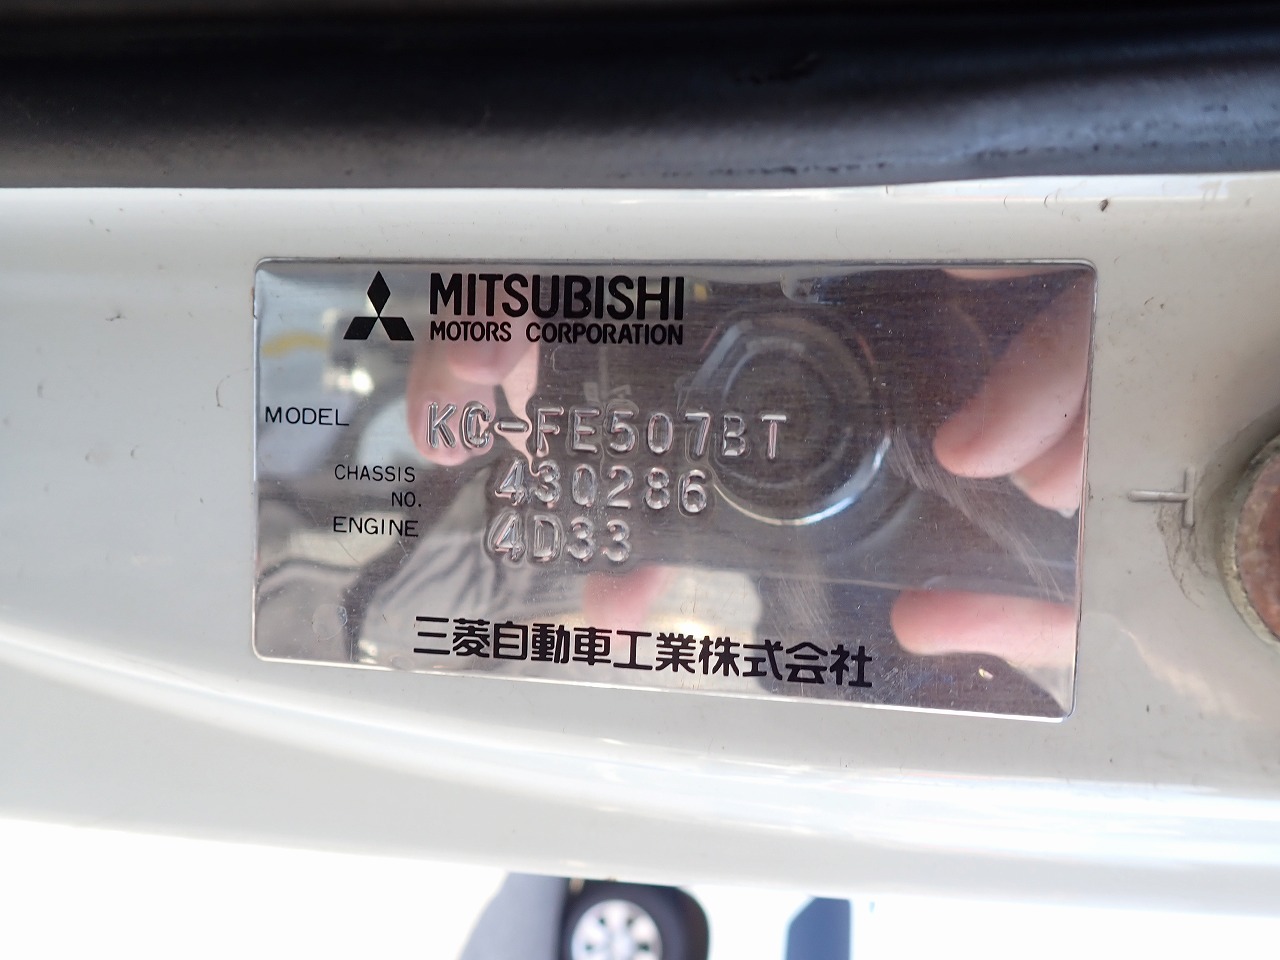 MITSUBISHI
MOTORS CORPORATION
MODEL KC-FE507BT
CHASSIS NO. 430286
ENGINE 4D33
三菱自動車工業株式会社